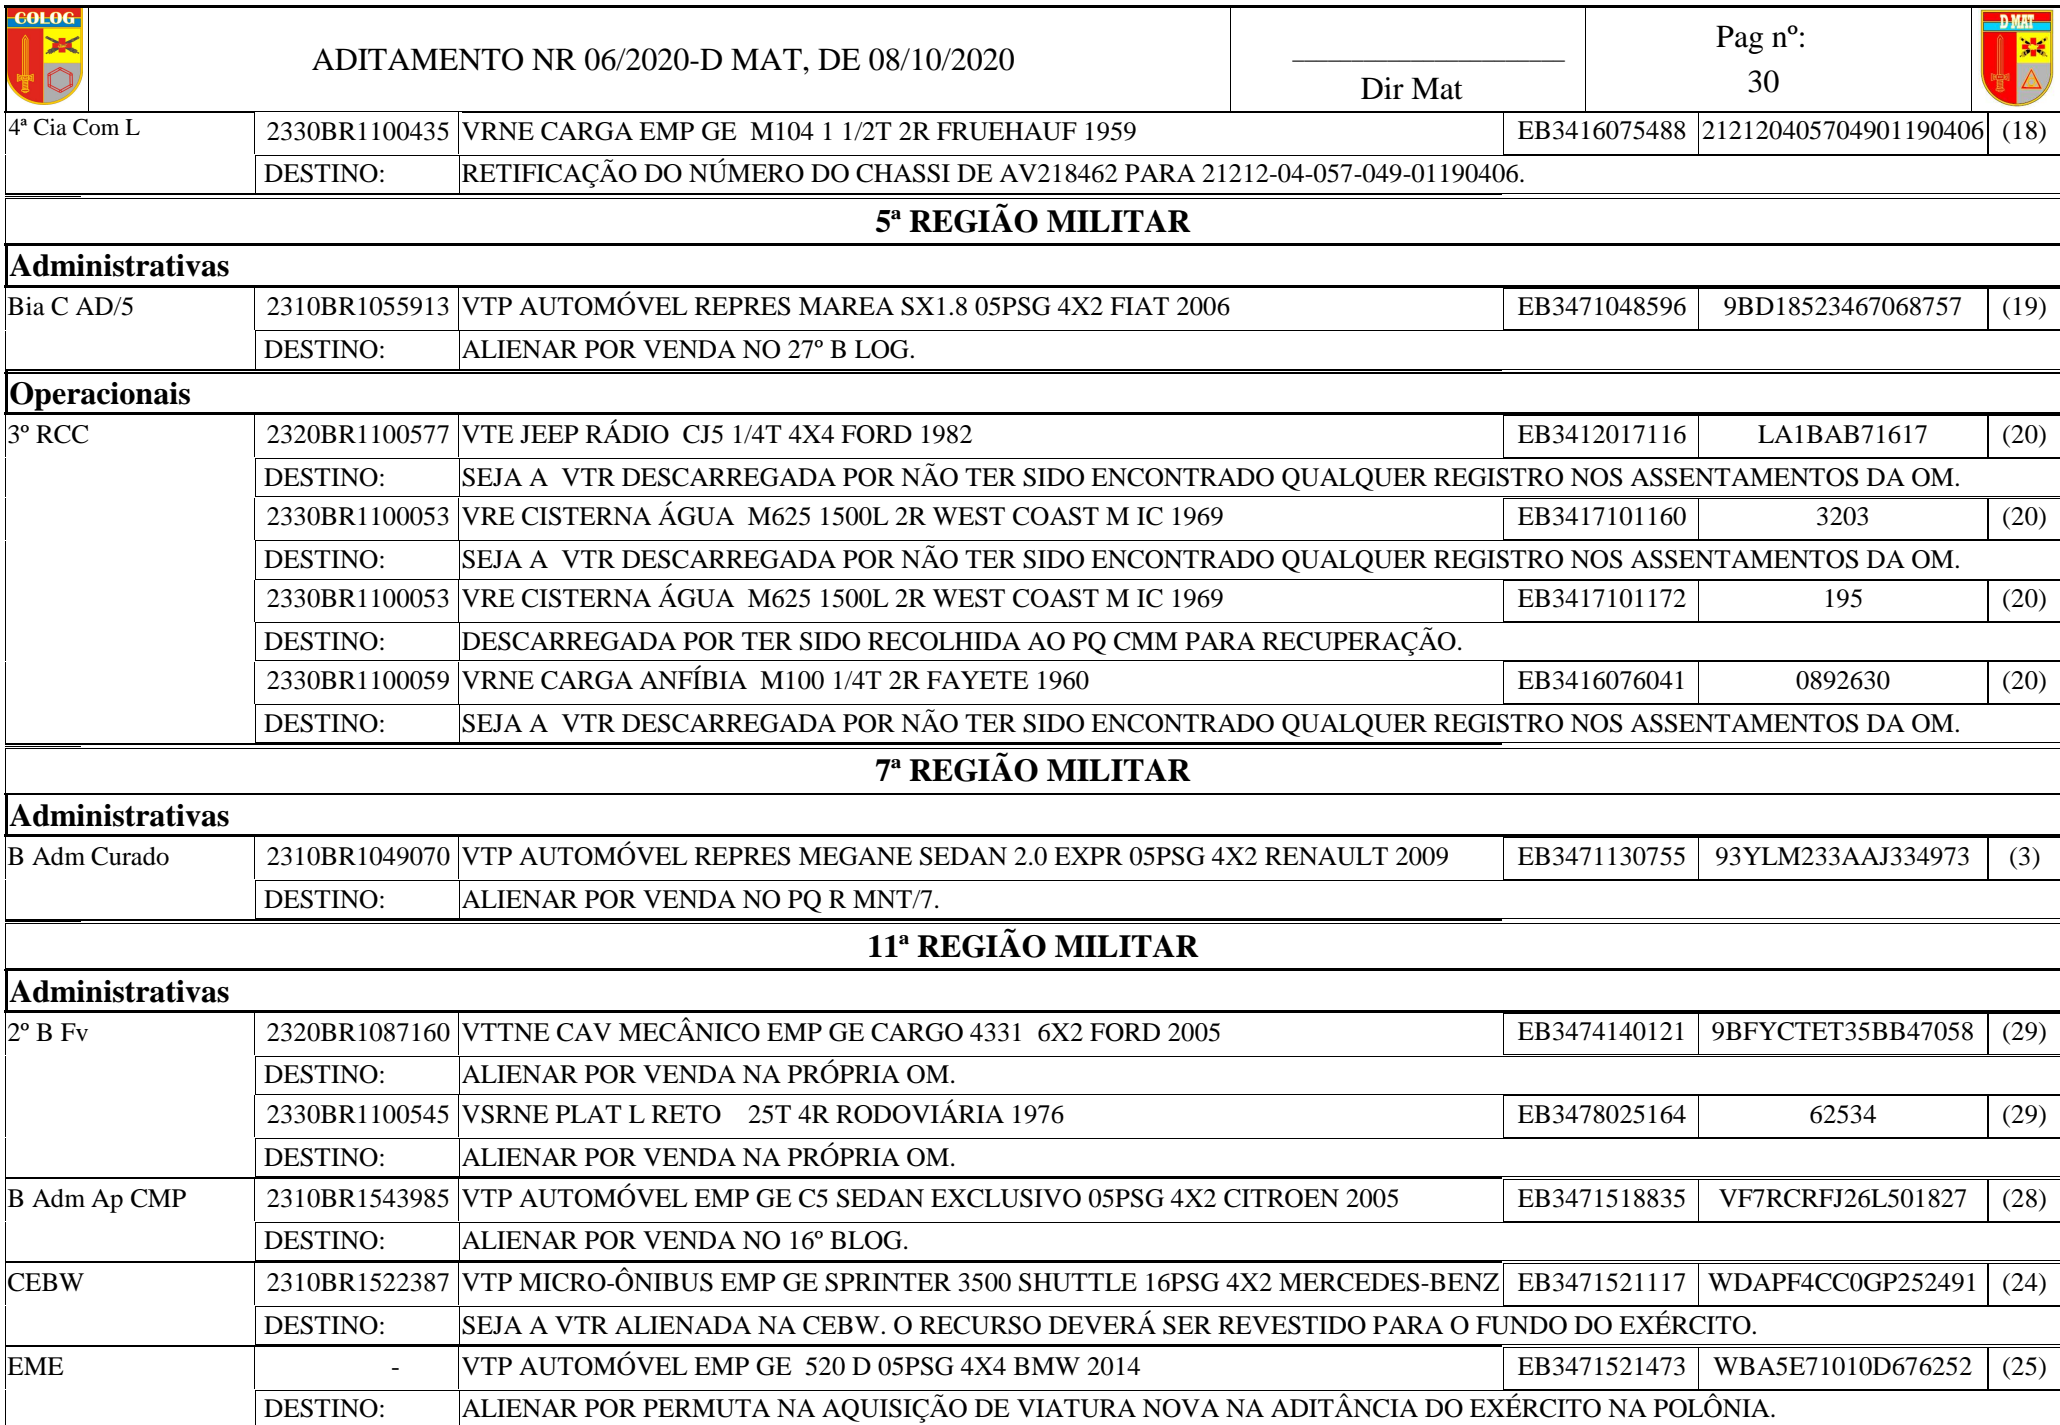 COLOG
ADITAMENTO NR 06/2020-D MAT, DE 08/10/2020
Dir Mat
Pag nº:
30
D MAT
4ª Cia Com L 2330BR1100435 VRNE CARGA EMP GE M104 1 1/2T 2R FRUEHAUF 1959 EB3416075488 212120405704901190406 (18)
DESTINO: RETIFICAÇÃO DO NÚMERO DO CHASSI DE AV218462 PARA 21212-04-057-049-01190406.
5ª REGIÃO MILITAR
Administrativas
Bia C AD/5 2310BR1055913 VTP AUTOMÓVEL REPRES MAREA SX1.8 05PSG 4X2 FIAT 2006 EB3471048596 9BD18523467068757 (19)
DESTINO: ALIENAR POR VENDA NO 27º B LOG.
Operacionais
3º RCC 2320BR1100577 VTE JEEP RÁDIO CJ5 1/4T 4X4 FORD 1982 EB3412017116 LA1BAB71617 (20)
DESTINO: SEJA A VTR DESCARREGADA POR NÃO TER SIDO ENCONTRADO QUALQUER REGISTRO NOS ASSENTAMENTOS DA OM.
2330BR1100053 VRE CISTERNA ÁGUA M625 1500L 2R WEST COAST M IC 1969 EB3417101160 3203 (20)
DESTINO: SEJA A VTR DESCARREGADA POR NÃO TER SIDO ENCONTRADO QUALQUER REGISTRO NOS ASSENTAMENTOS DA OM.
2330BR1100053 VRE CISTERNA ÁGUA M625 1500L 2R WEST COAST M IC 1969 EB3417101172 195 (20)
DESTINO: DESCARREGADA POR TER SIDO RECOLHIDA AO PQ CMM PARA RECUPERAÇÃO.
2330BR1100059 VRNE CARGA ANFÍBIA M100 1/4T 2R FAYETE 1960 EB3416076041 0892630 (20)
DESTINO: SEJA A VTR DESCARREGADA POR NÃO TER SIDO ENCONTRADO QUALQUER REGISTRO NOS ASSENTAMENTOS DA OM.
7ª REGIÃO MILITAR
Administrativas
B Adm Curado 2310BR1049070 VTP AUTOMÓVEL REPRES MEGANE SEDAN 2.0 EXPR 05PSG 4X2 RENAULT 2009 EB3471130755 93YLM233AAJ334973 (3)
DESTINO: ALIENAR POR VENDA NO PQ R MNT/7.
11ª REGIÃO MILITAR
Administrativas
2º B Fv 2320BR1087160 VTTNE CAV MECÂNICO EMP GE CARGO 4331 6X2 FORD 2005 EB3474140121 9BFYCTET35BB47058 (29)
DESTINO: ALIENAR POR VENDA NA PRÓPRIA OM.
2330BR1100545 VSRNE PLAT L RETO 25T 4R RODOVIÁRIA 1976 EB3478025164 62534 (29)
DESTINO: ALIENAR POR VENDA NA PRÓPRIA OM.
B Adm Ap CMP 2310BR1543985 VTP AUTOMÓVEL EMP GE C5 SEDAN EXCLUSIVO 05PSG 4X2 CITROEN 2005 EB3471518835 VF7RCRFJ26L501827 (28)
DESTINO: ALIENAR POR VENDA NO 16º BLOG.
CEBW 2310BR1522387 VTP MICRO-ÔNIBUS EMP GE SPRINTER 3500 SHUTTLE 16PSG 4X2 MERCEDES-BENZ EB3471521117 WDAPF4CC0GP252491 (24)
DESTINO: SEJA A VTR ALIENADA NA CEBW. O RECURSO DEVERÁ SER REVESTIDO PARA O FUNDO DO EXÉRCITO.
EME - VTP AUTOMÓVEL EMP GE 520 D 05PSG 4X4 BMW 2014 EB3471521473 WBA5E71010D676252 (25)
DESTINO: ALIENAR POR PERMUTA NA AQUISIÇÃO DE VIATURA NOVA NA ADITÂNCIA DO EXÉRCITO NA POLÔNIA.